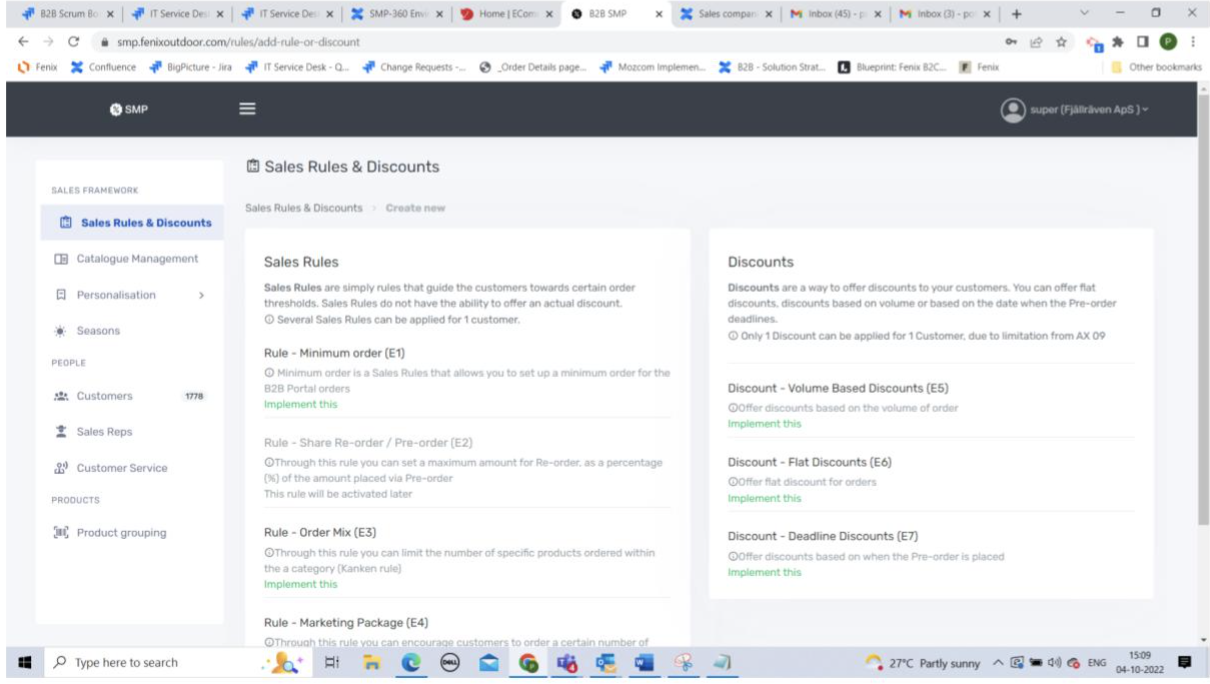 B2B Scrum Bo
IT Service Des
IT Service Des
SMP-360 Envi
Home | ECom
B2B SMP
Sales compan
Inbox (45) - p
Inbox (3) - po
smp.fenixoutdoor.com/rules/add-rule-or-discount
P
Fenix
Confluence
BigPicture - Jira
IT Service Desk - Q...
Change Requests -...
_Order Details page...
Mozcom Implemen...
B2B - Solution Strat...
Blueprint: Fenix B2C...
Fenix
Other bookmarks
SMP
super (Fjällräven ApS )
SALES FRAMEWORK
Sales Rules & Discounts
Catalogue Management
Personalisation
Seasons
PEOPLE
Customers 1778
Sales Reps
Customer Service
PRODUCTS
Product grouping
Sales Rules & Discounts
Sales Rules & Discounts > Create new
Sales Rules
Sales Rules are simply rules that guide the customers towards certain order
thresholds. Sales Rules do not have the ability to offer an actual discount.
Several Sales Rules can be applied for 1 customer.
Rule - Minimum order (E1)
Minimum order is a Sales Rules that allows you to set up a minimum order for the
B2B Portal orders
Implement this
Rule - Share Re-order / Pre-order (E2)
Through this rule you can set a maximum amount for Re-order, as a percentage
(%) of the amount placed via Pre-order
This rule will be activated later
Rule - Order Mix (E3)
Through this rule you can limit the number of specific products ordered within
the a category (Kanken rule)
Implement this
Rule - Marketing Package (E4)
Through this rule you can encourage customers to order a certain number of
Discounts
Discounts are a way to offer discounts to your customers. You can offer flat
discounts, discounts based on volume or based on the date when the Pre-order
deadlines.
Only 1 Discount can be applied for 1 Customer, due to limitation from AX 09
Discount - Volume Based Discounts (E5)
Offer discounts based on the volume of order
Implement this
Discount - Flat Discounts (E6)
Offer flat discount for orders
Implement this
Discount - Deadline Discounts (E7)
Offer discounts based on when the Pre-order is placed
Implement this
Type here to search
DELL
27°C Partly sunny
ENG
15:09
04-10-2022